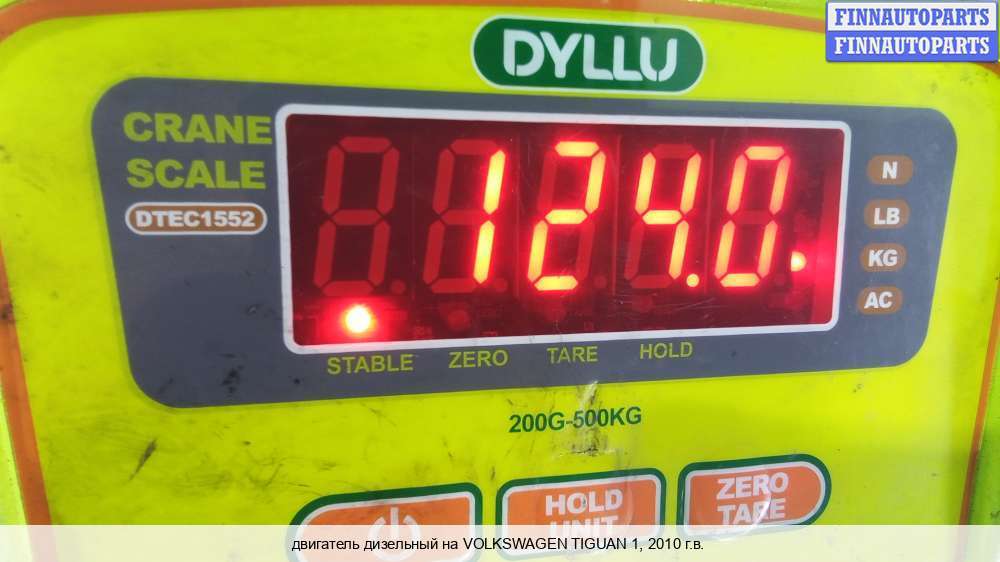 FINNAUTOPARTS
FINNAUTOPARTS
DYLLU
CRANE
SCALE
DTEC1552
124.0
N
LB
KG
AC
STABLE ZERO TARE HOLD
200G-500KG
HOLD
UNIT
ZERO
TARE
двигатель дизельный на VOLKSWAGEN TIGUAN 1, 2010 г.в.